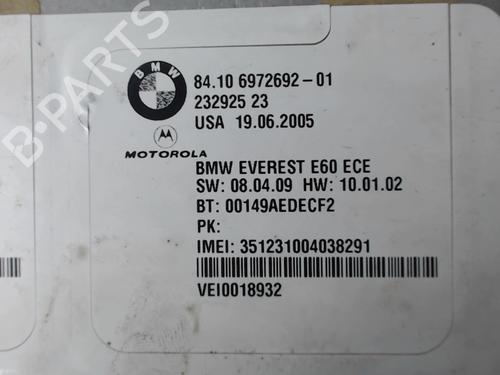 BMW
84.10 6972692-01
232925 23
USA 19.06.2005
MOTOROLA
BMW EVEREST E60 ECE
SW: 08.04.09 HW: 10.01.02
BT: 00149AEDECF2
PK:
IMEI: 351231004038291
VEI0018932
B-PARTS